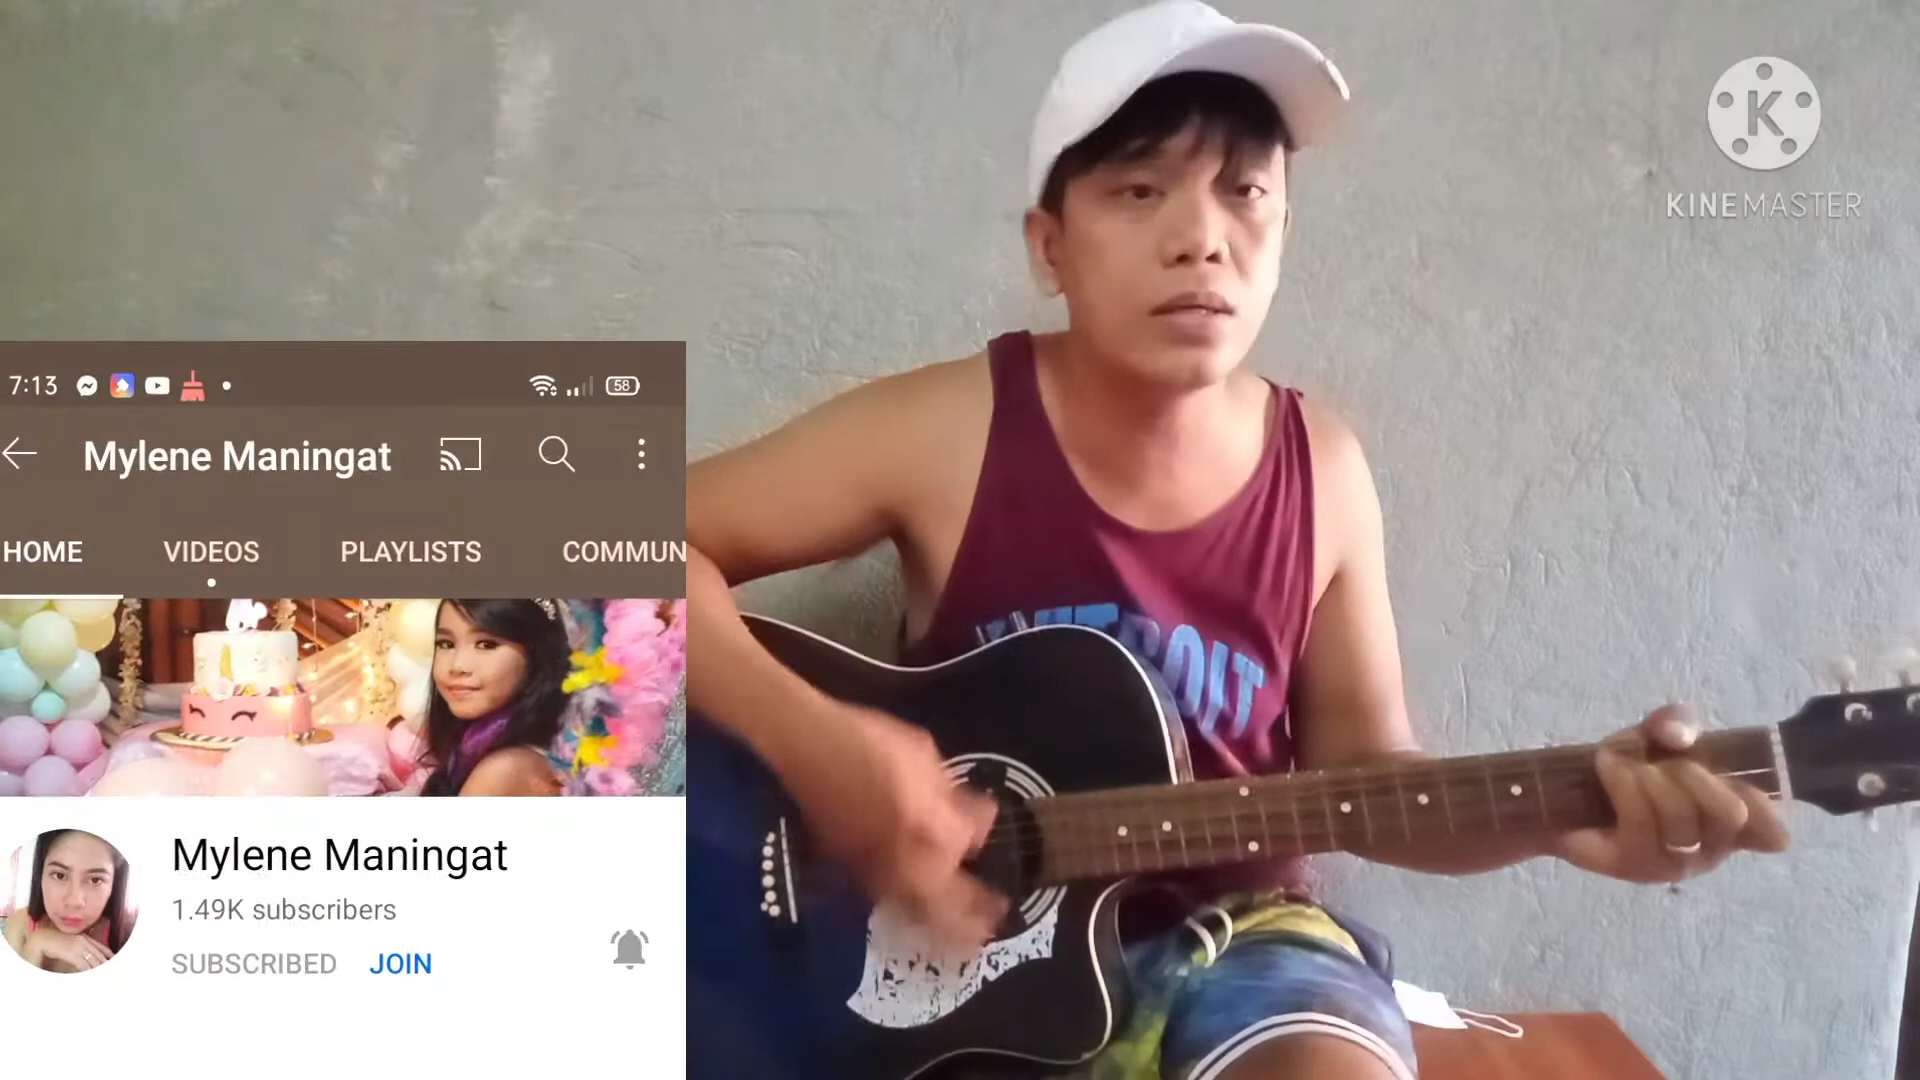 KINEMASTER
7:13
58
Mylene Maningat
HOME VIDEOS PLAYLISTS COMMUN
Mylene Maningat
1.49K subscribers
SUBSCRIBED JOIN